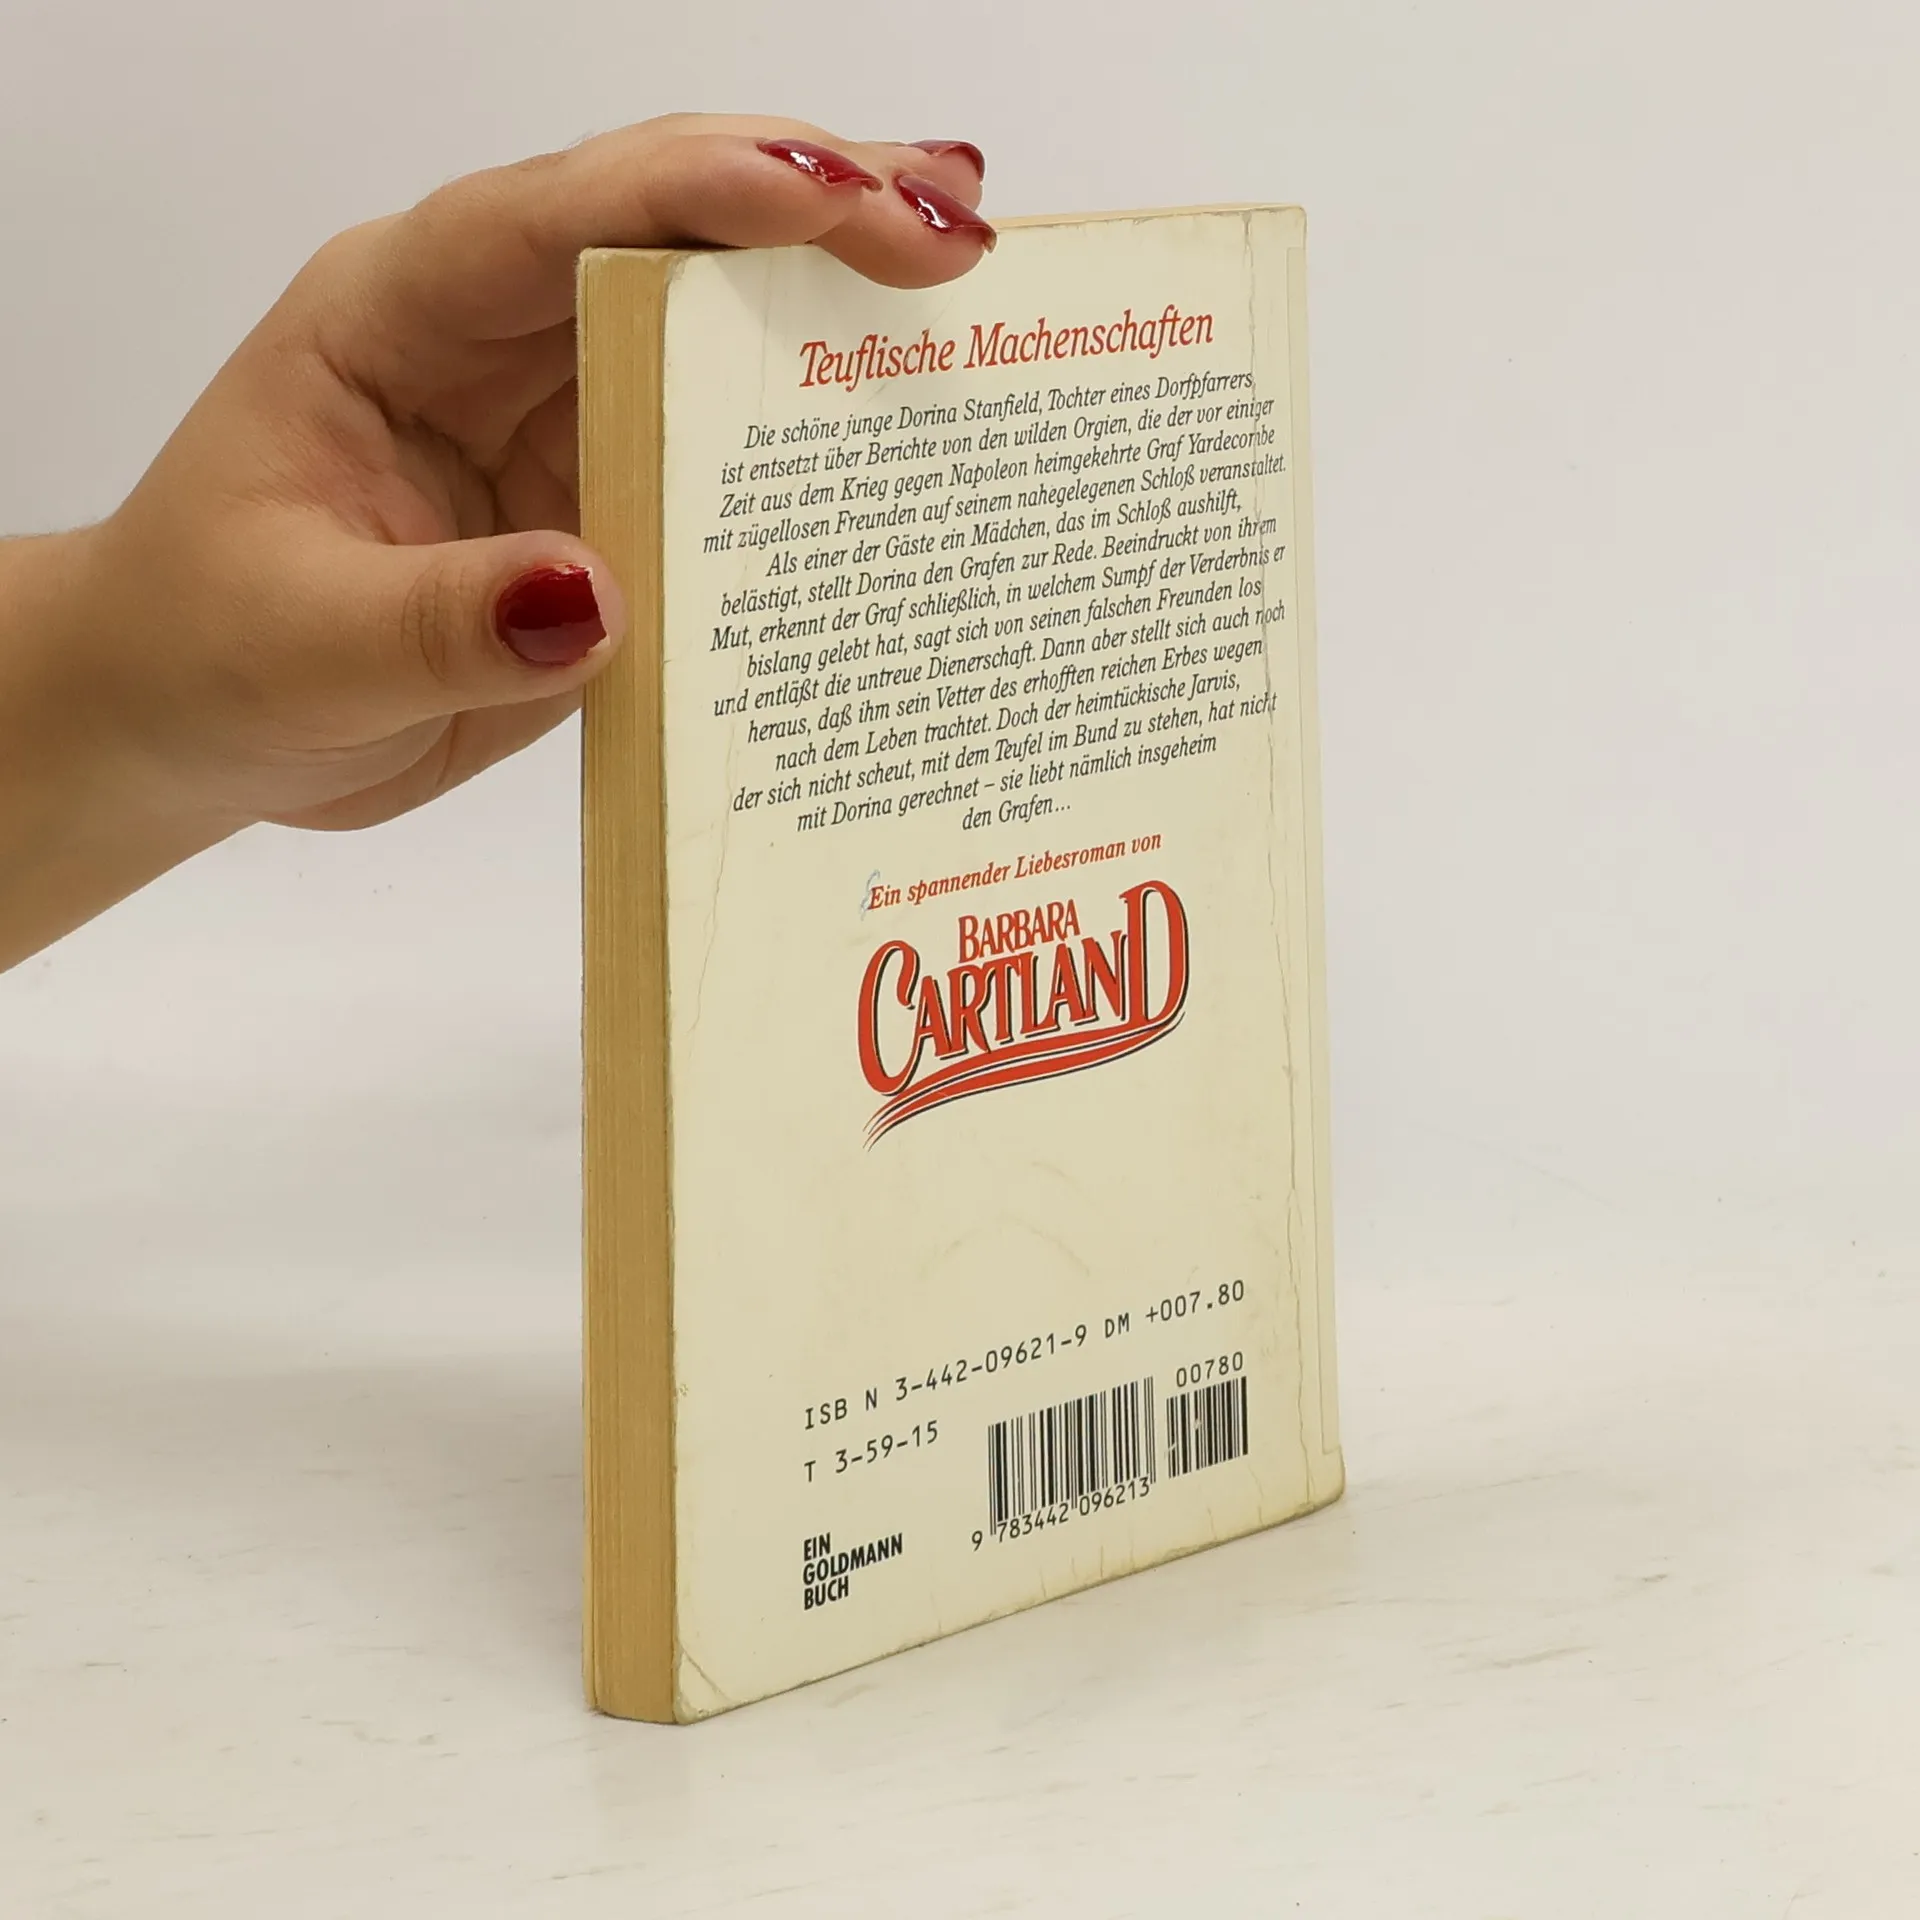 Teuflische Machenschaften
Die schöne junge Dorina Stanfield, Tochter eines Dorfpfarrers,
ist entsetzt über Berichte von den wilden Orgien, die der vor einiger
Zeit aus dem Krieg gegen Napoleon heimgekehrte Graf Yardecombe
mit zügellosen Freunden auf seinem nahegelegenen Schloß veranstaltet.
Als einer der Gäste ein Mädchen, das im Schloß aushilft,
belästigt, stellt Dorina den Grafen zur Rede. Beeindruckt von ihrem
Mut, erkennt der Graf schließlich, in welchem Sumpf der Verderbnis er
bislang gelebt hat, sagt sich von seinen falschen Freunden los
und entläßt die untreue Dienerschaft. Dann aber stellt sich auch noch
heraus, daß ihm sein Vetter des erhofften reichen Erbes wegen
nach dem Leben trachtet. Doch der heimtückische Jarvis,
der sich nicht scheut, mit dem Teufel im Bund zu stehen, hat nicht
mit Dorina gerechnet – sie liebt nämlich insgeheim
den Grafen...
Ein spannender Liebesroman von
BARBARA
CARTLAND
ISB N 3-442-09621-9 DM +007.80
T 3-59-15
00780
9 783442 096213
EIN
GOLDMANN
BUCH